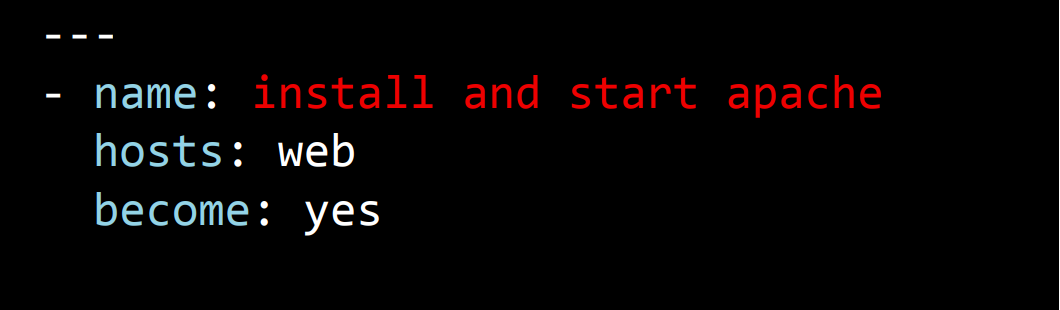 ---
- name: install and start apache
  hosts: web
  become: yes